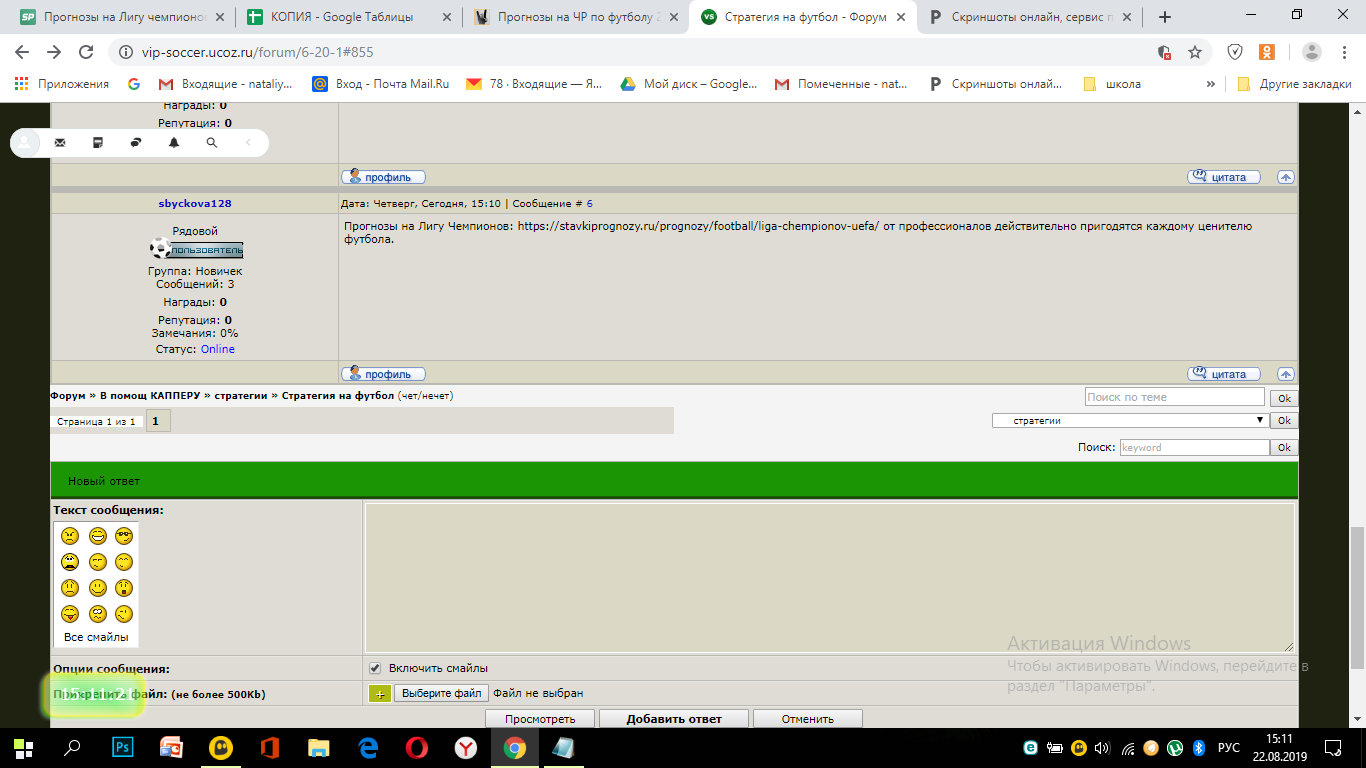 Прогнозы на Лигу чемпионо
КОПИЯ - Google Таблицы
Прогнозы на ЧР по футболу 2
Стратегия на футбол - Форум
Скриншоты онлайн, сервис п
vip-soccer.ucoz.ru/forum/6-20-1#855
Приложения
Входящие - nataliy...
Вход - Почта Mail.Ru
78 · Входящие — Я...
Мой диск – Google...
Помеченные - nat...
Скриншоты онлай...
школа
»
Другие закладки
Награды: 0
Репутация: 0
профиль
цитата
sbyckova128
Дата: Четверг, Сегодня, 15:10 | Сообщение # 6
Рядовой
ПОЛЬЗОВАТЕЛЬ
Группа: Новичек
Сообщений: 3
Награды: 0
Репутация: 0
Замечания: 0%
Статус: Online
Прогнозы на Лигу Чемпионов: https://stavkiprognozy.ru/prognozy/football/liga-chempionov-uefa/ от профессионалов действительно пригодятся каждому ценителю
футбола.
профиль
цитата
Форум » В помощ КАППЕРУ » стратегии » Стратегия на футбол (чет/нечет)
Поиск по теме
Ok
Страница 1 из 1
1
стратегии
Ok
Поиск:
keyword
Ok
Новый ответ
Текст сообщения:
Все смайлы
Опции сообщения:
Включить смайлы
Прикрепить файл: (не более 500Kb)
+
Выберите файл
Файл не выбран
Просмотреть
Добавить ответ
Отменить
Активация Windows
Чтобы активировать Windows, перейдите в
раздел "Параметры".
РУС
15:11
22.08.2019